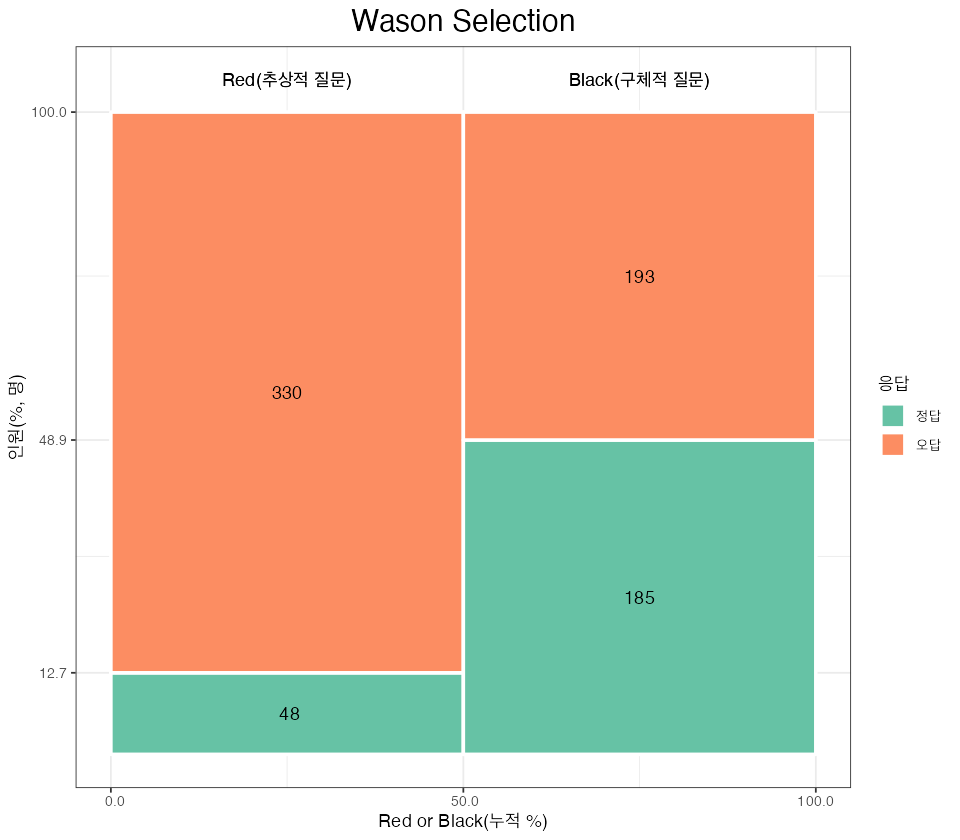 Wason Selection
Red(추상적 질문)
Black(구체적 질문)
100.0
48.9
12.7
330
193
185
48
인원(%, 명)
0.0
50.0
100.0
Red or Black(누적 %)
응답
정답
오답